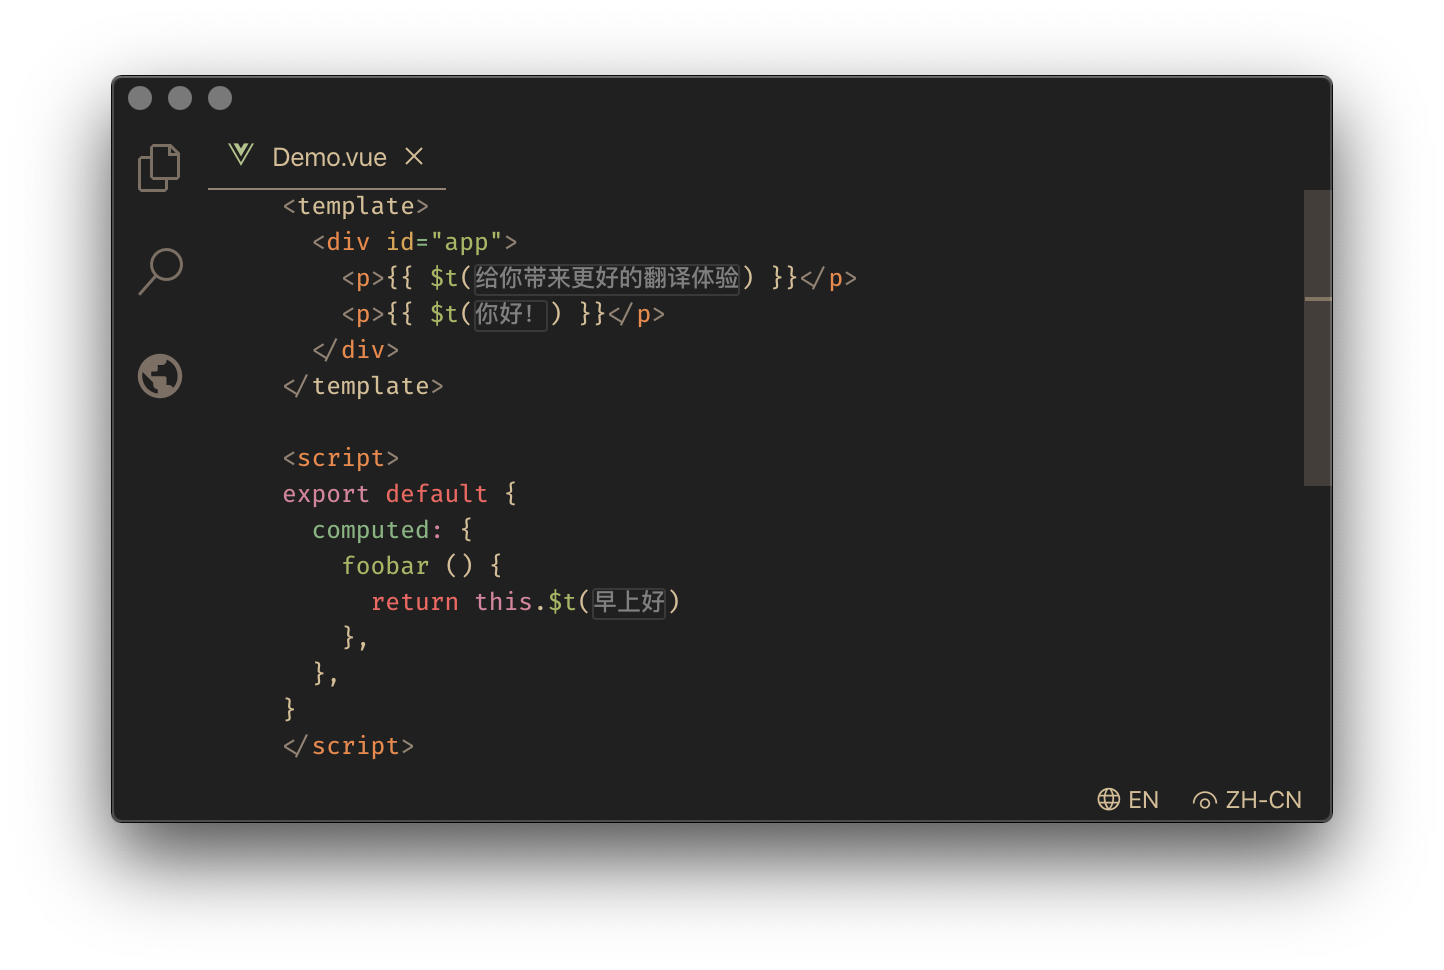 Demo.vue
<template>
<div id="app">
<p>{{ $t(给你带来更好的翻译体验) }}</p>
<p>{{ $t(你好！) }}</p>
</div>
</template>
<script>
export default {
computed: {
foobar () {
return this.$t(早上好)
},
},
}
</script>
EN ZH-CN